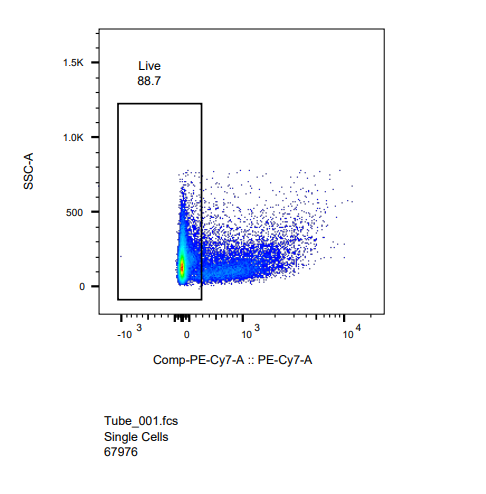 Live
88.7
1.5K
1.0K
500
0
SSC-A
-10 3
0
10 3
10 4
Comp-PE-Cy7-A :: PE-Cy7-A
Tube_001.fcs
Single Cells
67976